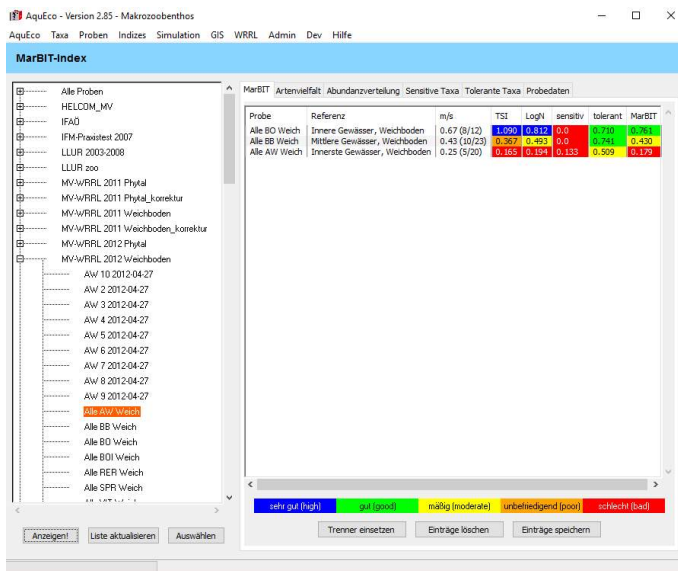 AquEco - Version 2.85 - Makrozoobenthos
AquEco Taxa Proben Indizes Simulation GIS WRRL Admin Dev Hilfe
MarBIT-Index
Alle Proben
HELCOM_MV
IFAÖ
IFM-Praxistest 2007
LLUR 2003-2008
LLUR zoo
MV-WRRL 2011 Phytal
MV-WRRL 2011 Phytal_korrektur
MV-WRRL 2011 Weichboden
MV-WRRL 2011 Weichboden_korrektur
MV-WRRL 2012 Phytal
MV-WRRL 2012 Weichboden
AW 10 2012-04-27
AW 2 2012-04-27
AW 3 2012-04-27
AW 4 2012-04-27
AW 5 2012-04-27
AW 6 2012-04-27
AW 7 2012-04-27
AW 8 2012-04-27
AW 9 2012-04-27
Alle AW Weich
Alle BB Weich
Alle BO Weich
Alle BOI Weich
Alle RER Weich
Alle SPR Weich
Anzeigen! Liste aktualisieren Auswählen
MarBIT Artenvielfalt Abundanzverteilung Sensitive Taxa Tolerante Taxa Probedaten
Probe Referenz m/s TSI LogN sensitiv tolerant MarBIT
Alle BO Weich Innere Gewässer, Weichboden 0.67 (8/12) 1.090 0.812 0.0 0.710 0.761
Alle BB Weich Mittlere Gewässer, Weichboden 0.43 (10/23) 0.367 0.493 0.0 0.741 0.430
Alle AW Weich Innerste Gewässer, Weichboden 0.25 (5/20) 0.165 0.194 0.133 0.509 0.179
sehr gut (high) gut (good) mäßig (moderate) unbefriedigend (poor) schlecht (bad)
Trenner einsetzen Einträge löschen Einträge speichern